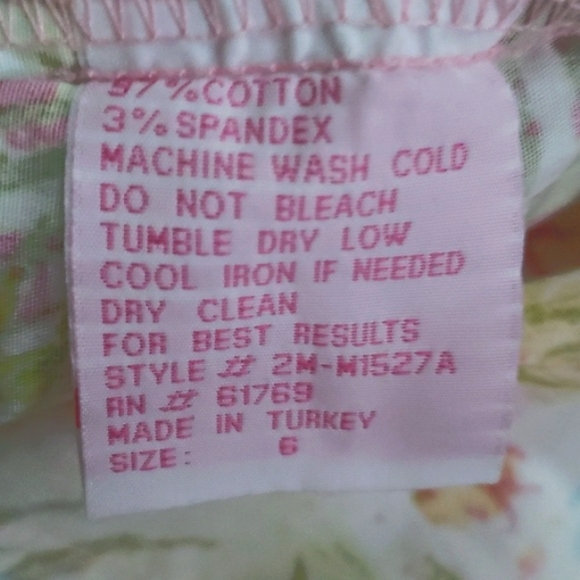 97% COTTON
3% SPANDEX
MACHINE WASH COLD
DO NOT BLEACH
TUMBLE DRY LOW
COOL IRON IF NEEDED
DRY CLEAN
FOR BEST RESULTS
STYLE # 2M-M1527A
RN # 61769
MADE IN TURKEY
SIZE: 6